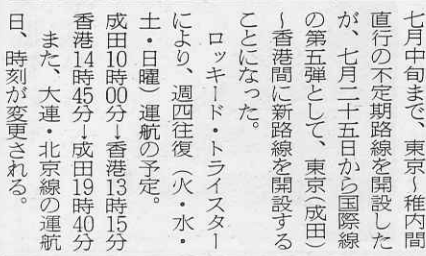 七月中旬まで、東京～稚内間
直行の不定期路線を開設した
が、七月二十五日から国際線
の第五弾として、東京(成田)
～香港間に新路線を開設する
ことになった。
ロッキード・トライスター
により、週四往復(火・水・
土・日曜)運航の予定。
成田10時00分→香港13時15分
香港14時45分→成田19時40分
また、大連・北京線の運航
日、時刻が変更される。